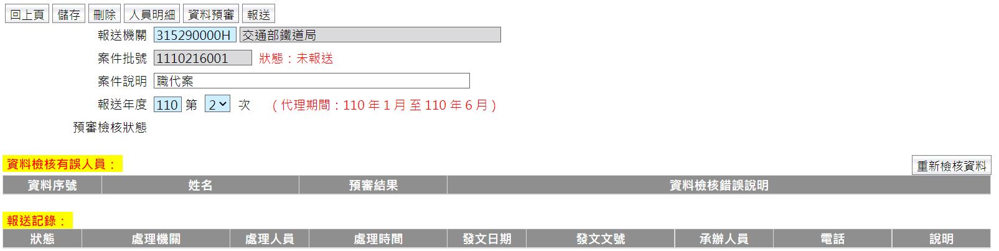 回上頁 儲存 刪除 人員明細 資料預審 報送
報送機關 315290000H 交通部鐵道局
案件批號 1110216001 狀態：未報送
案件說明 職代案
報送年度 110 第 2 次 （代理期間：110 年 1 月 至 110 年 6 月）
預審檢核狀態
資料檢核有誤人員： 重新檢核資料
資料序號 姓名 預審結果 資料檢核錯誤說明
報送記錄：
狀態 處理機關 處理人員 處理時間 發文日期 發文文號 承辦人員 電話 說明